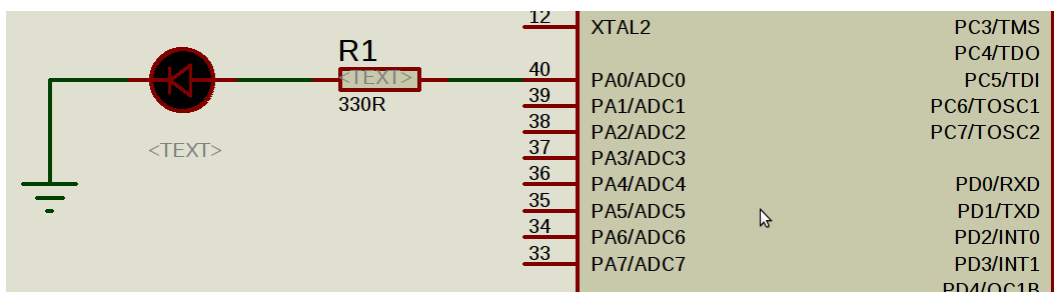 12 XTAL2 PC3/TMS
PC4/TDO
R1
<TEXT>
330R
40 PA0/ADC0 PC5/TDI
39 PA1/ADC1 PC6/TOSC1
38 PA2/ADC2 PC7/TOSC2
<TEXT>
37 PA3/ADC3
36 PA4/ADC4 PD0/RXD
35 PA5/ADC5 PD1/TXD
34 PA6/ADC6 PD2/INT0
33 PA7/ADC7 PD3/INT1
PD4/OC1B